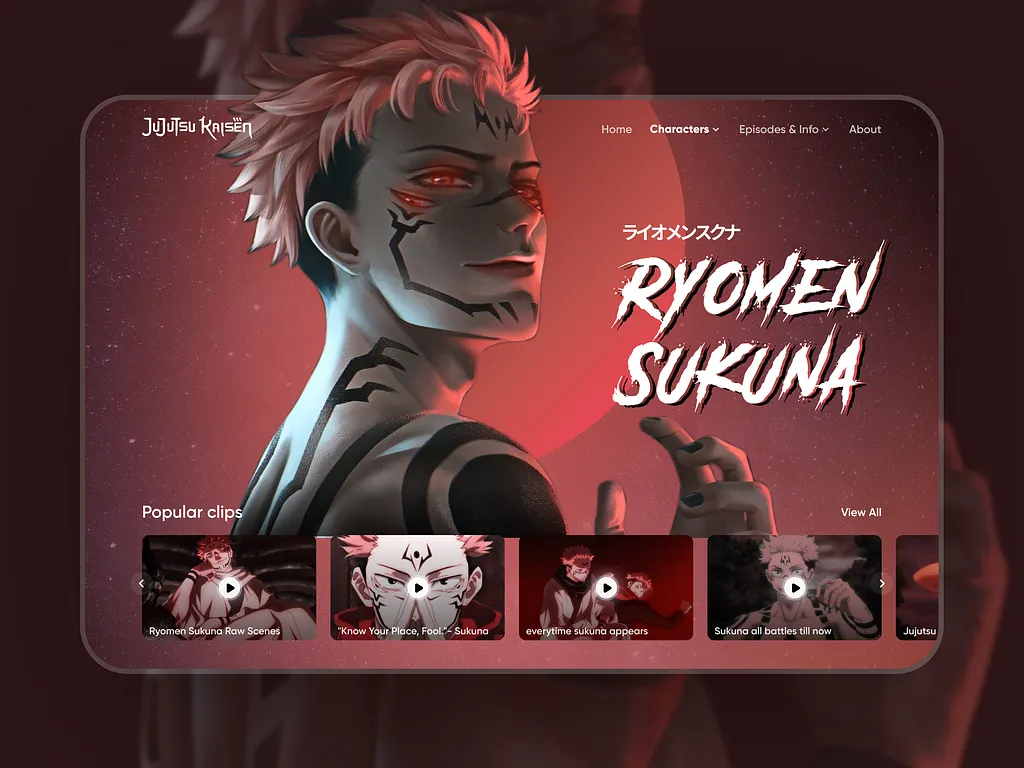 JUJUTSU KAISEN
Home
Characters
Episodes & Info
About
ライオメンスクナ
RYOMEN
SUKUNA
Popular clips
View All
Ryomen Sukuna Raw Scenes
"Know Your Place, Fool."~ Sukuna
everytime sukuna appears
Sukuna all battles till now
Jujutsu